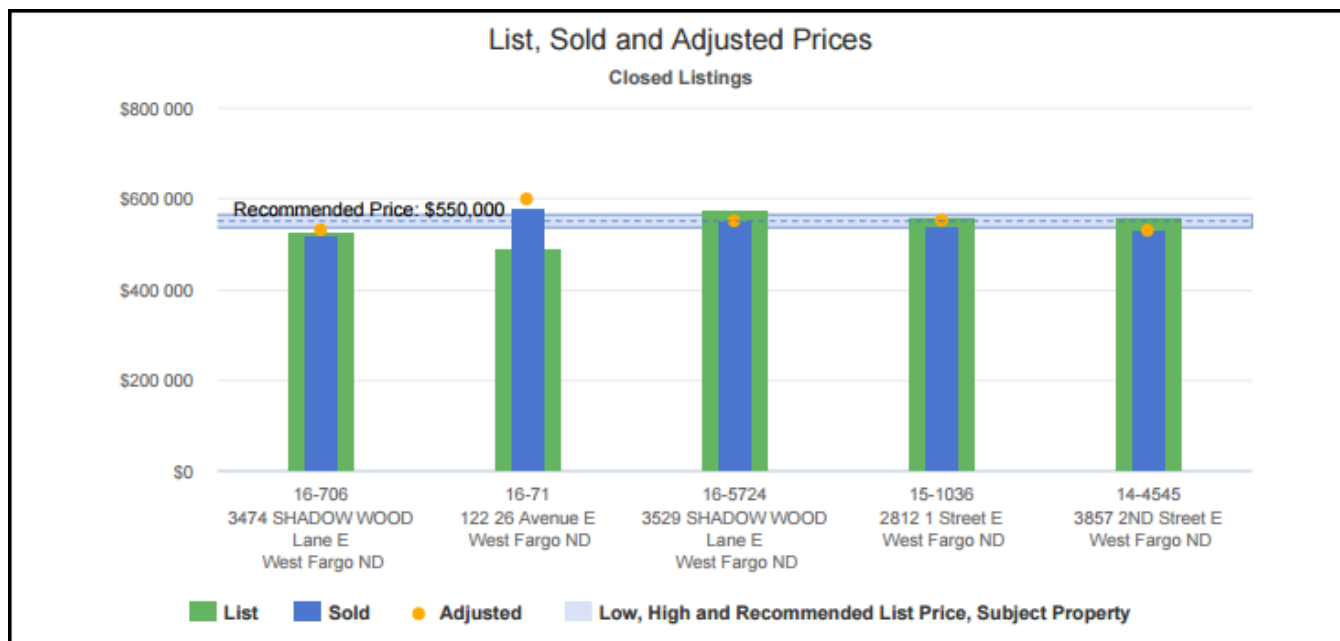 List, Sold and Adjusted Prices
Closed Listings
$800 000
$600 000
Recommended Price: $550,000
$400 000
$200 000
$0
16-706
3474 SHADOW WOOD
Lane E
West Fargo ND
16-71
122 26 Avenue E
West Fargo ND
16-5724
3529 SHADOW WOOD
Lane E
West Fargo ND
15-1036
2812 1 Street E
West Fargo ND
14-4545
3857 2ND Street E
West Fargo ND
List
Sold
Adjusted
Low, High and Recommended List Price, Subject Property